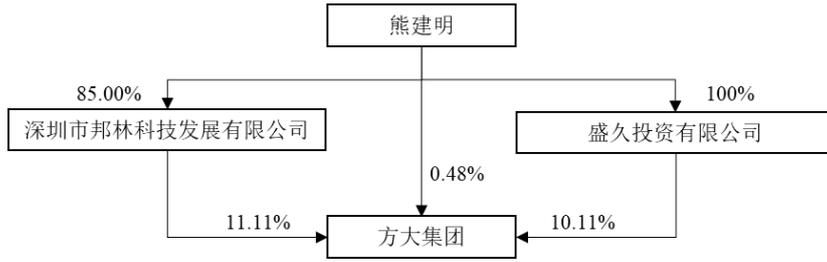 熊建明
85.00%
100%
深圳市邦林科技发展有限公司
盛久投资有限公司
0.48%
11.11%
10.11%
方大集团